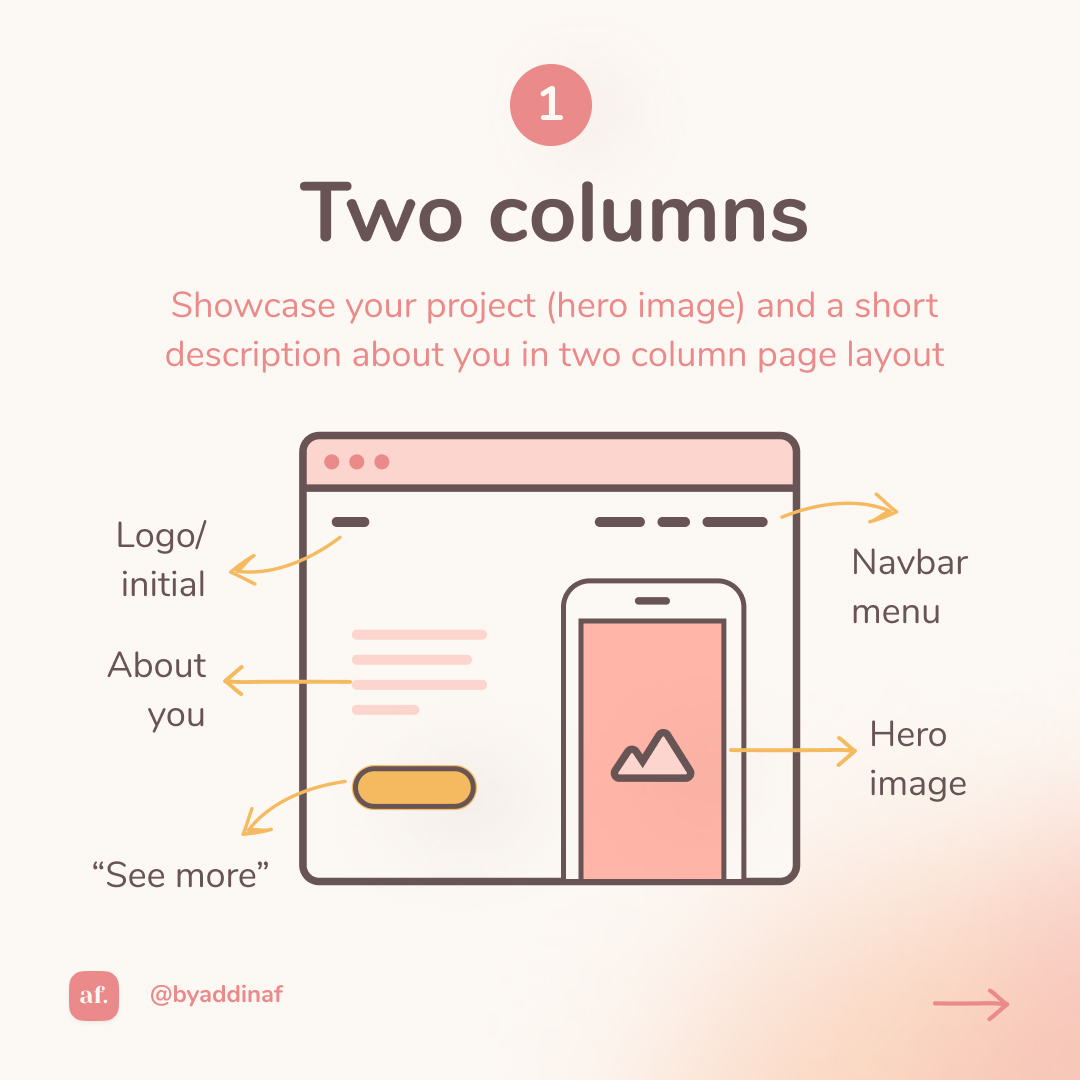 1
Two columns
Showcase your project (hero image) and a short
description about you in two column page layout
Logo/
initial
Navbar
menu
About
you
Hero
image
“See more”
af.
@byaddinaf